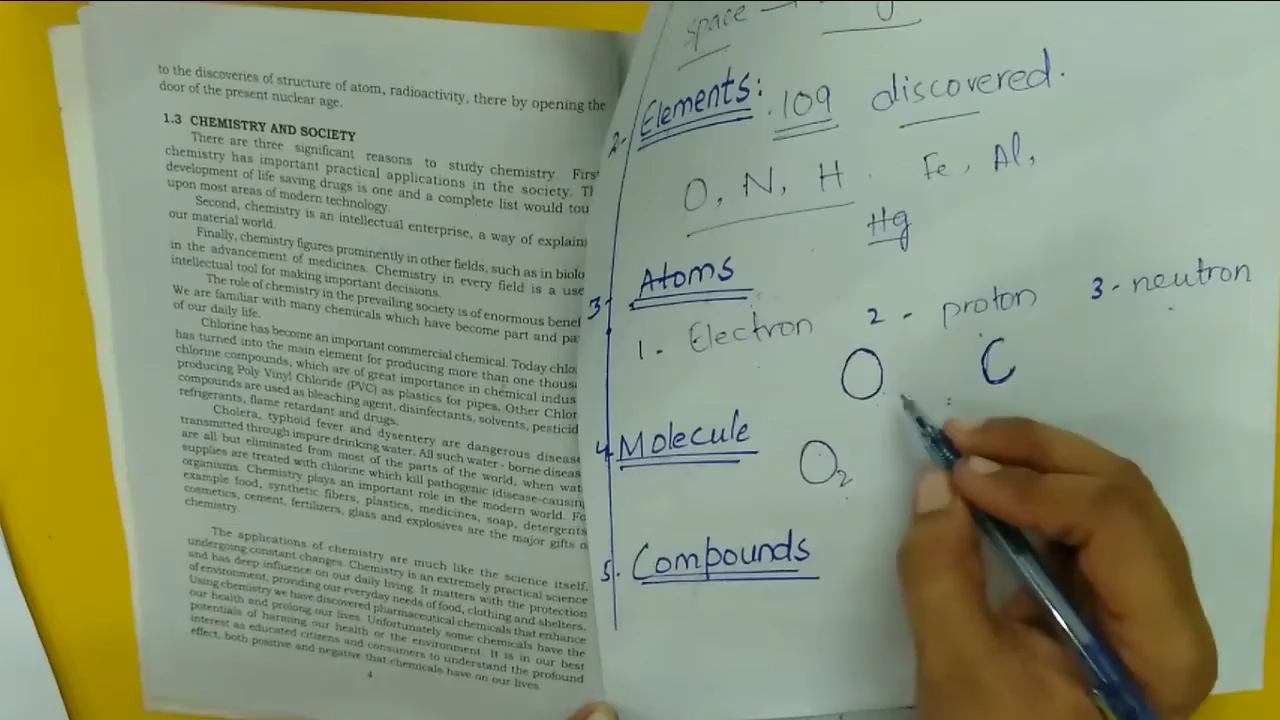 to the discoveries of structure of atom, radioactivity, there by opening the
door of the present nuclear age.
1.3 CHEMISTRY AND SOCIETY
There are three significant reasons to study chemistry. First
chemistry has important practical applications in the society. Th
development of life saving drugs is one and a complete list would tou
upon most areas of modern technology.
Second, chemistry is an intellectual enterprise, a way of explain
our material world.
Finally, chemistry figures prominently in other fields, such as in biolo
in the advancement of medicines. Chemistry in every field is a use
intellectual tool for making important decisions.
The role of chemistry in the prevailing society is of enormous benef
We are familiar with many chemicals which have become part and pa
of our daily life.
Chlorine has become an important commercial chemical. Today chlo
has turned into the main element for producing more than one thous
chlorine compounds, which are of great importance in chemical indus
producing Poly Vinyl Chloride (PVC) as plastics for pipes. Other Chlor
compounds are used as bleaching agent, disinfectants, solvents, pesticid
refrigerants, flame retardant and drugs.
Cholera, typhoid fever and dysentery are dangerous disease
transmitted through impure drinking water. All such water - borne diseas
are all but eliminated from most of the parts of the world, when wat
supplies are treated with chlorine which kill pathogenic (disease-causing
organisms. Chemistry plays an important role in the modern world. Fo
example food, synthetic fibers, plastics, medicines, soap, detergents
cosmetics, cement, fertilizers, glass and explosives are the major gifts o
chemistry.
The applications of chemistry are much like the science itself,
undergoing constant changes. Chemistry is an extremely practical science
and has deep influence on our daily living. It matters with the protection
of environment, providing our everyday needs of food, clothing and shelters.
Using chemistry we have discovered pharmaceutical chemicals that enhance
our health and prolong our lives. Unfortunately some chemicals have the
potentials of harming our health or the environment. It is in our best
interest as educated citizens and consumers to understand the profound
effect, both positive and negative that chemicals have on our lives.
4
space
2- Elements: 109 discovered.
O, N, H. Fe, Al,
Hg
3- Atoms
1. Electron 2 - proton 3 - neutron
O C
4. Molecule
O2
5. Compounds